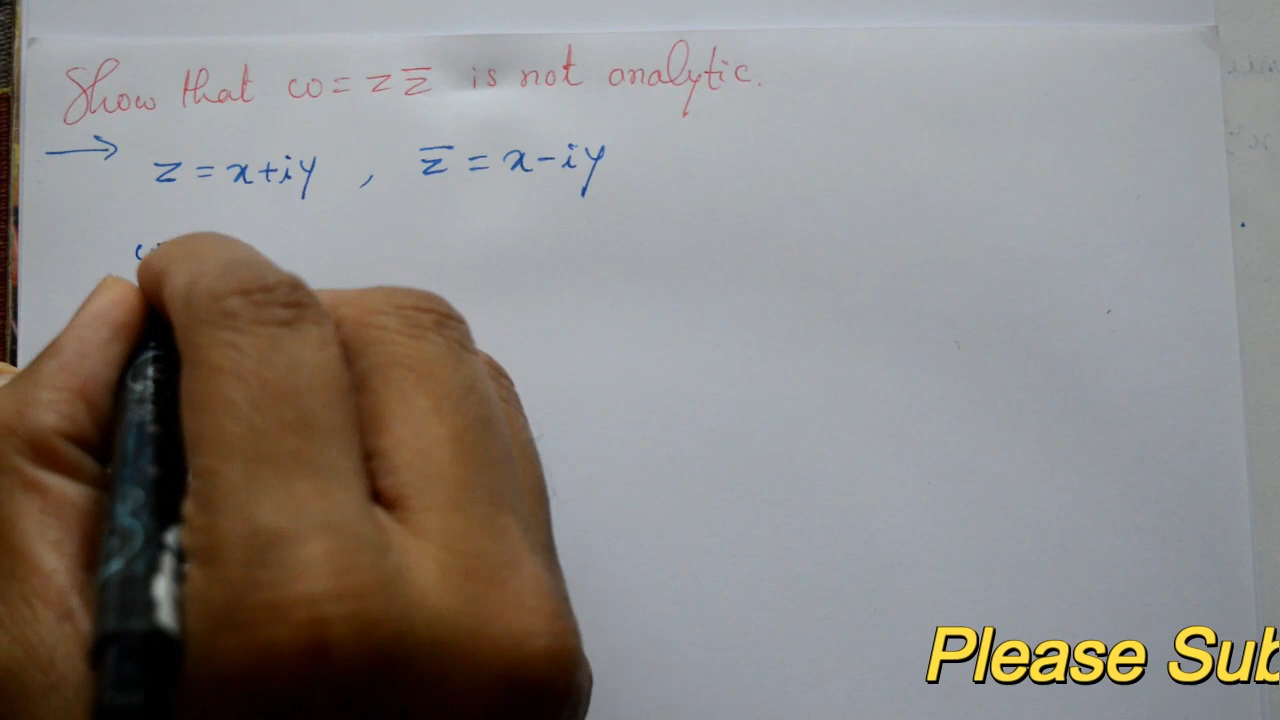 Show that ω = z z̅ is not analytic.
→ z = x+iy , z̅ = x-iy
Please Sub